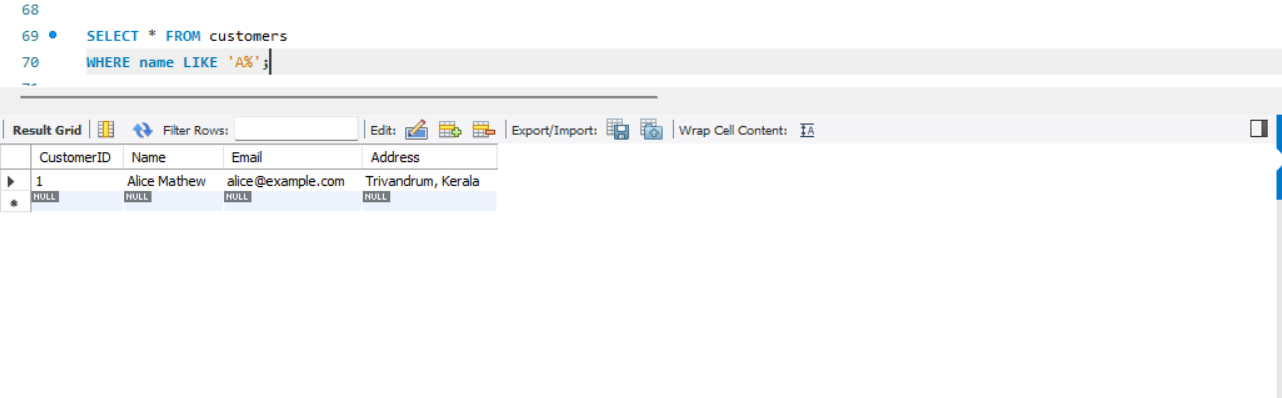 68
69 SELECT * FROM customers
70 WHERE name LIKE 'A%';
Result Grid Filter Rows: Edit: Export/Import: Wrap Cell Content: IA
CustomerID Name Email Address
1 Alice Mathew alice@example.com Trivandrum, Kerala
NULL NULL NULL NULL